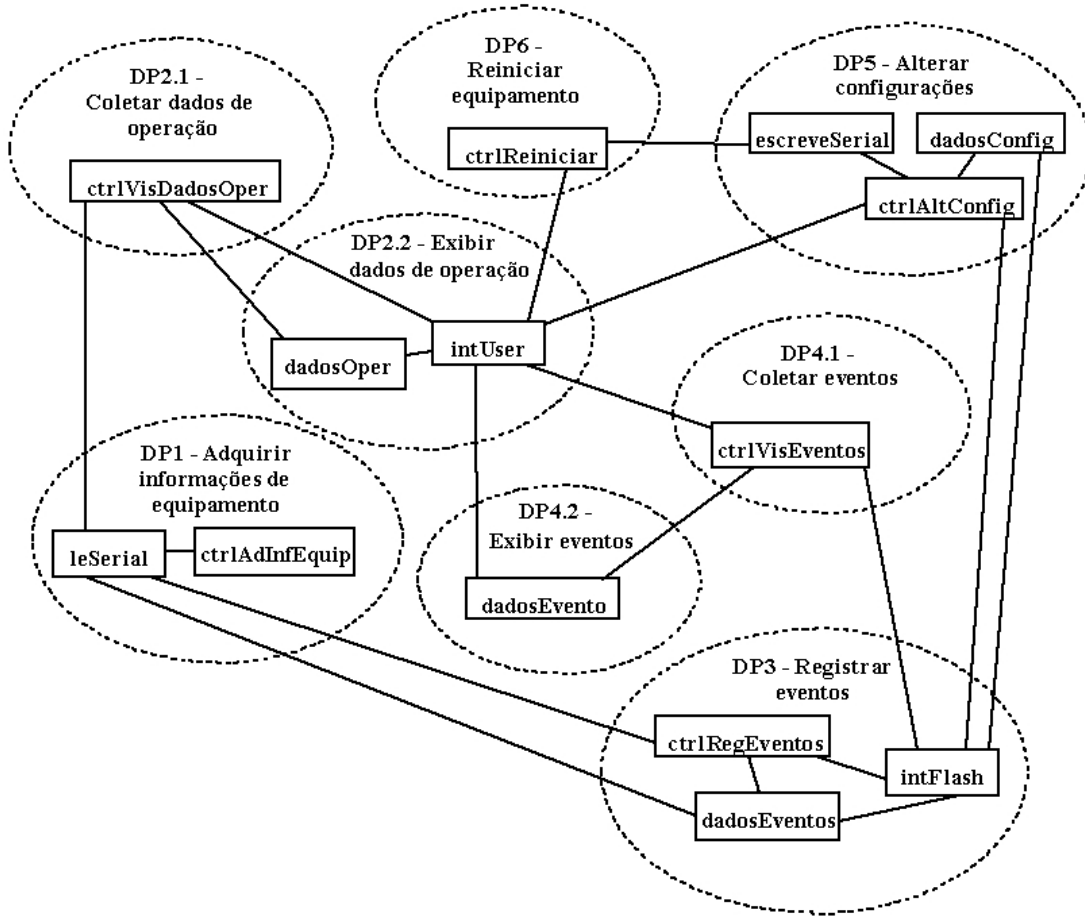 DP6 -
Reiniciar
equipamento
ctrlReiniciar
DP5 - Alterar
configurações
escreveSerial
dadosConfig
ctrlAltConfig
DP2.1 -
Coletar dados de
operação
ctrlVisDadosOper
DP2.2 - Exibir
dados de operação
intUser
dadosOper
DP4.1 -
Coletar eventos
ctrlVisEventos
DP1 - Adquirir
informações de
equipamento
leSerial
ctrlAdInfEquip
DP4.2 -
Exibir eventos
dadosEvento
DP3 - Registrar
eventos
ctrlRegEventos
intFlash
dadosEventos